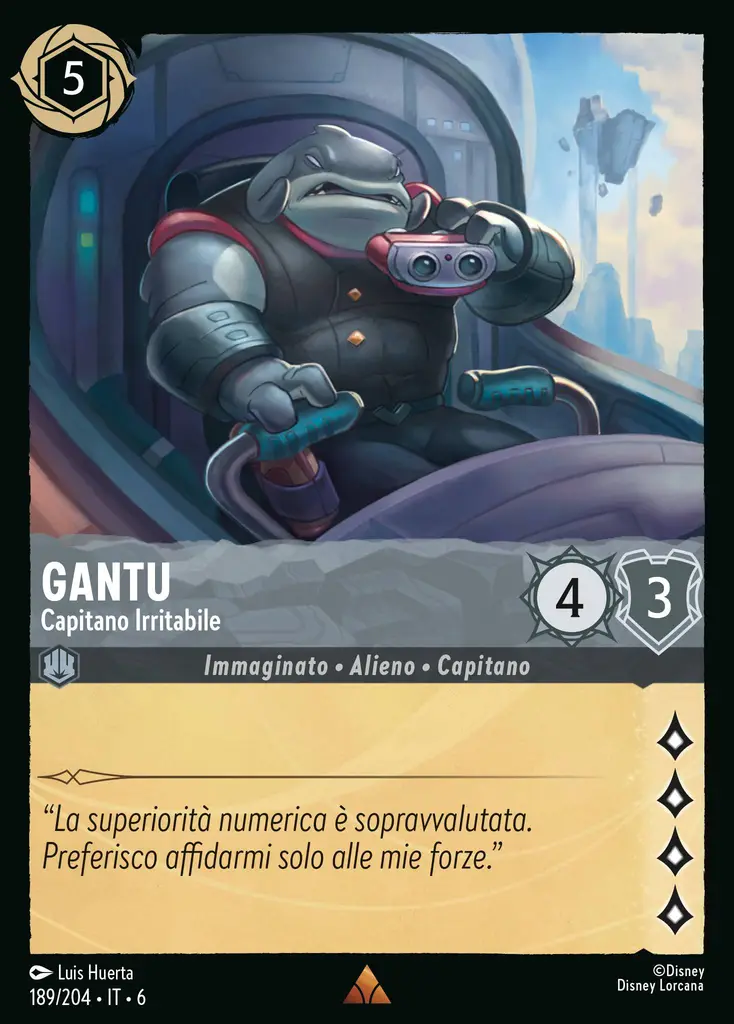 5
GANTU
Capitano Irritabile
4
3
Immaginato • Alieno • Capitano
“La superiorità numerica è sopravvalutata.
Preferisco affidarmi solo alle mie forze.”
Luis Huerta
189/204 • IT • 6
©Disney
Disney Lorcana